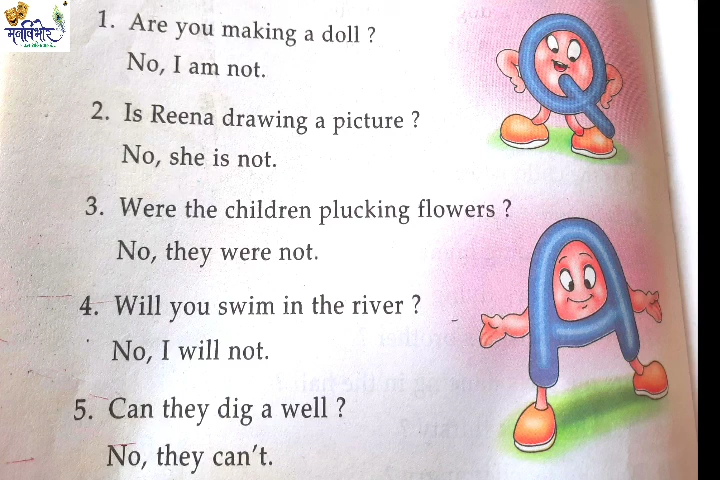 मनविभोर
1. Are you making a doll ?
No, I am not.
2. Is Reena drawing a picture ?
No, she is not.
3. Were the children plucking flowers ?
No, they were not.
4. Will you swim in the river ?
No, I will not.
5. Can they dig a well ?
No, they can't.
Q
A